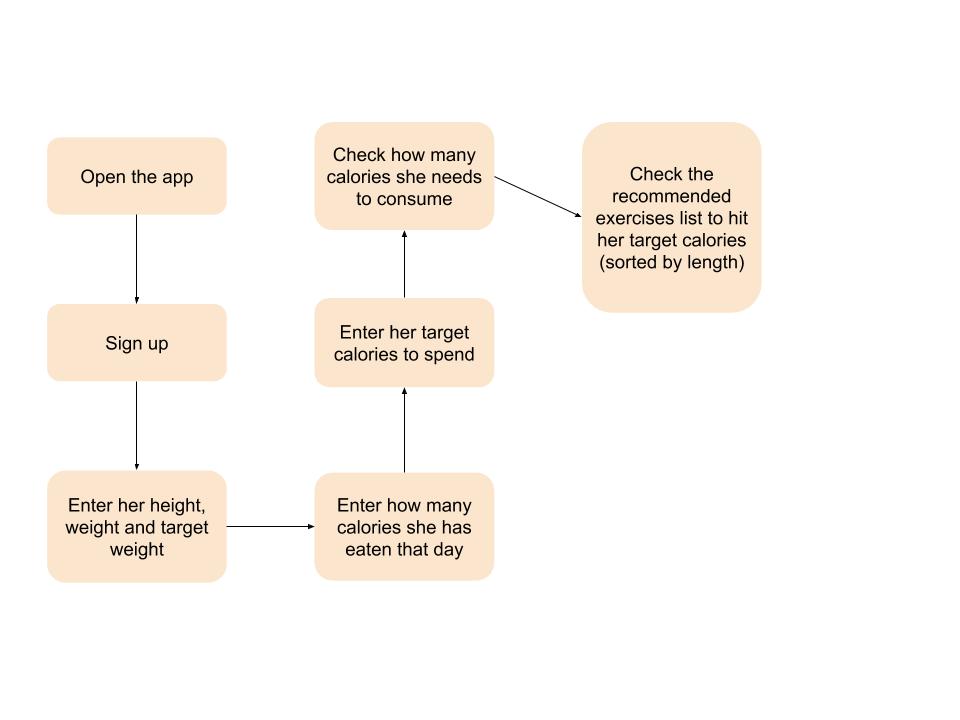 Open the app
Sign up
Enter her height,
weight and target
weight
Enter how many
calories she has
eaten that day
Enter her target
calories to spend
Check how many
calories she needs
to consume
Check the
recommended
exercises list to hit
her target calories
(sorted by length)